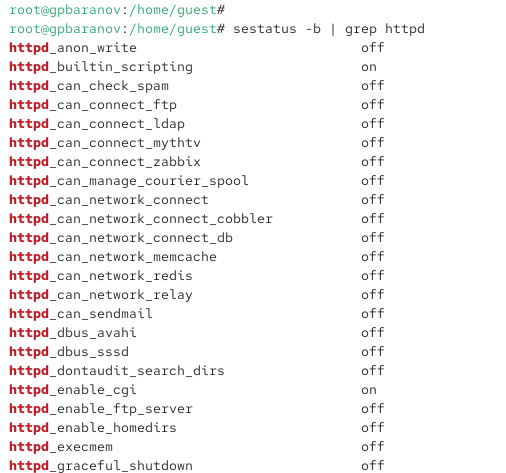 root@gpbaranov:/home/guest#
root@gpbaranov:/home/guest# sestatus -b | grep httpd
httpd_anon_write                            off
httpd_builtin_scripting                     on
httpd_can_check_spam                        off
httpd_can_connect_ftp                       off
httpd_can_connect_ldap                      off
httpd_can_connect_mythtv                    off
httpd_can_connect_zabbix                    off
httpd_can_manage_courier_spool              off
httpd_can_network_connect                   off
httpd_can_network_connect_cobbler           off
httpd_can_network_connect_db                off
httpd_can_network_memcache                  off
httpd_can_network_redis                     off
httpd_can_network_relay                     off
httpd_can_sendmail                          off
httpd_dbus_avahi                            off
httpd_dbus_sssd                             off
httpd_dontaudit_search_dirs                 off
httpd_enable_cgi                            on
httpd_enable_ftp_server                     off
httpd_enable_homedirs                       off
httpd_execmem                               off
httpd_graceful_shutdown                     off